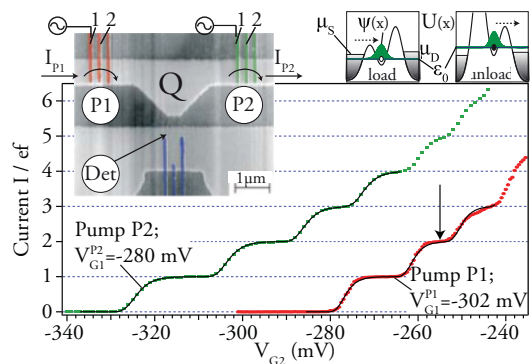 1 2
1 2
I_P1
I_P2
P1
Q
P2
Det
1μm
μ_S
ψ(x)
U(x)
μ_D
ε_0
load
unload
Current I / ef
6
5
4
3
2
1
0
Pump P2;
V_G1^P2=-280 mV
Pump P1;
V_G1^P1=-302 mV
-340
-320
-300
-280
-260
-240
V_G2 (mV)